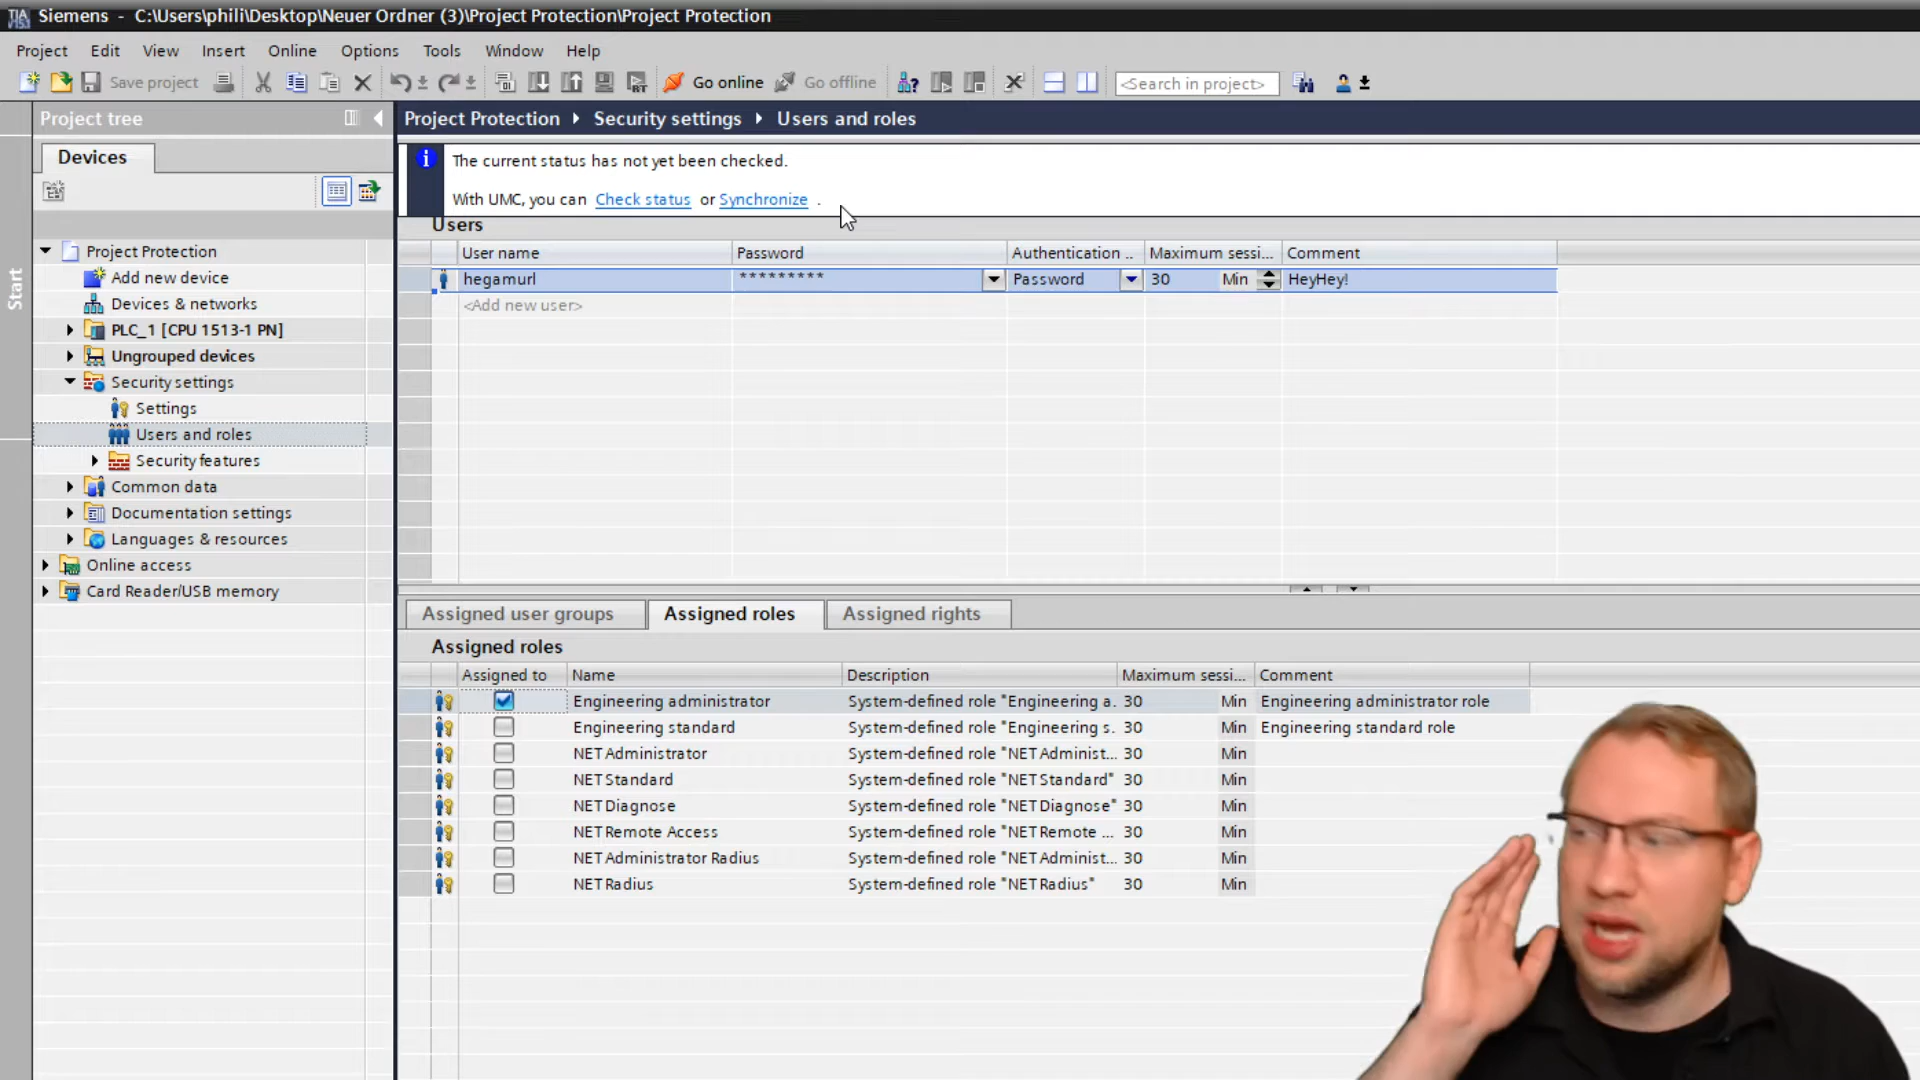 TIA
Siemens - C:\Users\phili\Desktop\Neuer Ordner (3)\Project Protection\Project Protection
Project Edit View Insert Online Options Tools Window Help
Save project Go online Go offline <Search in project>
Project tree
Project Protection Security settings Users and roles
Devices
Start
Project Protection
Add new device
Devices & networks
PLC_1 [CPU 1513-1 PN]
Ungrouped devices
Security settings
Settings
Users and roles
Security features
Common data
Documentation settings
Languages & resources
Online access
Card Reader/USB memory
The current status has not yet been checked.
With UMC, you can Check status or Synchronize .
Users
User name Password Authentication .. Maximum sessi... Comment
hegamurl ********* Password 30 Min HeyHey!
<Add new user>
Assigned user groups Assigned roles Assigned rights
Assigned roles
Assigned to Name Description Maximum sessi... Comment
Engineering administrator System-defined role "Engineering a. 30 Min Engineering administrator role
Engineering standard System-defined role "Engineering s. 30 Min Engineering standard role
NET Administrator System-defined role "NET Administ... 30 Min
NET Standard System-defined role "NET Standard" 30 Min
NET Diagnose System-defined role "NET Diagnose" 30 Min
NET Remote Access System-defined role "NET Remote ... 30 Min
NET Administrator Radius System-defined role "NET Administ... 30 Min
NET Radius System-defined role "NET Radius" 30 Min